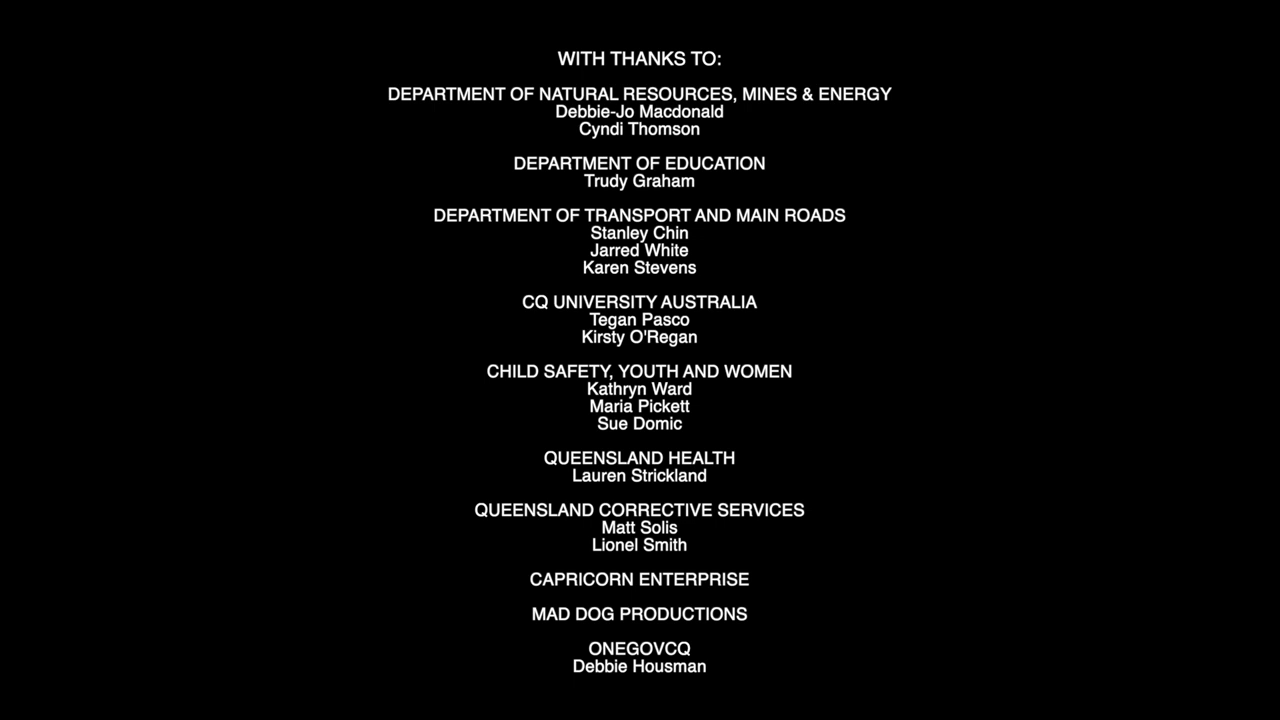 WITH THANKS TO:
DEPARTMENT OF NATURAL RESOURCES, MINES & ENERGY
Debbie-Jo Macdonald
Cyndi Thomson
DEPARTMENT OF EDUCATION
Trudy Graham
DEPARTMENT OF TRANSPORT AND MAIN ROADS
Stanley Chin
Jarred White
Karen Stevens
CQ UNIVERSITY AUSTRALIA
Tegan Pasco
Kirsty O'Regan
CHILD SAFETY, YOUTH AND WOMEN
Kathryn Ward
Maria Pickett
Sue Domic
QUEENSLAND HEALTH
Lauren Strickland
QUEENSLAND CORRECTIVE SERVICES
Matt Solis
Lionel Smith
CAPRICORN ENTERPRISE
MAD DOG PRODUCTIONS
ONEGOVCQ
Debbie Housman